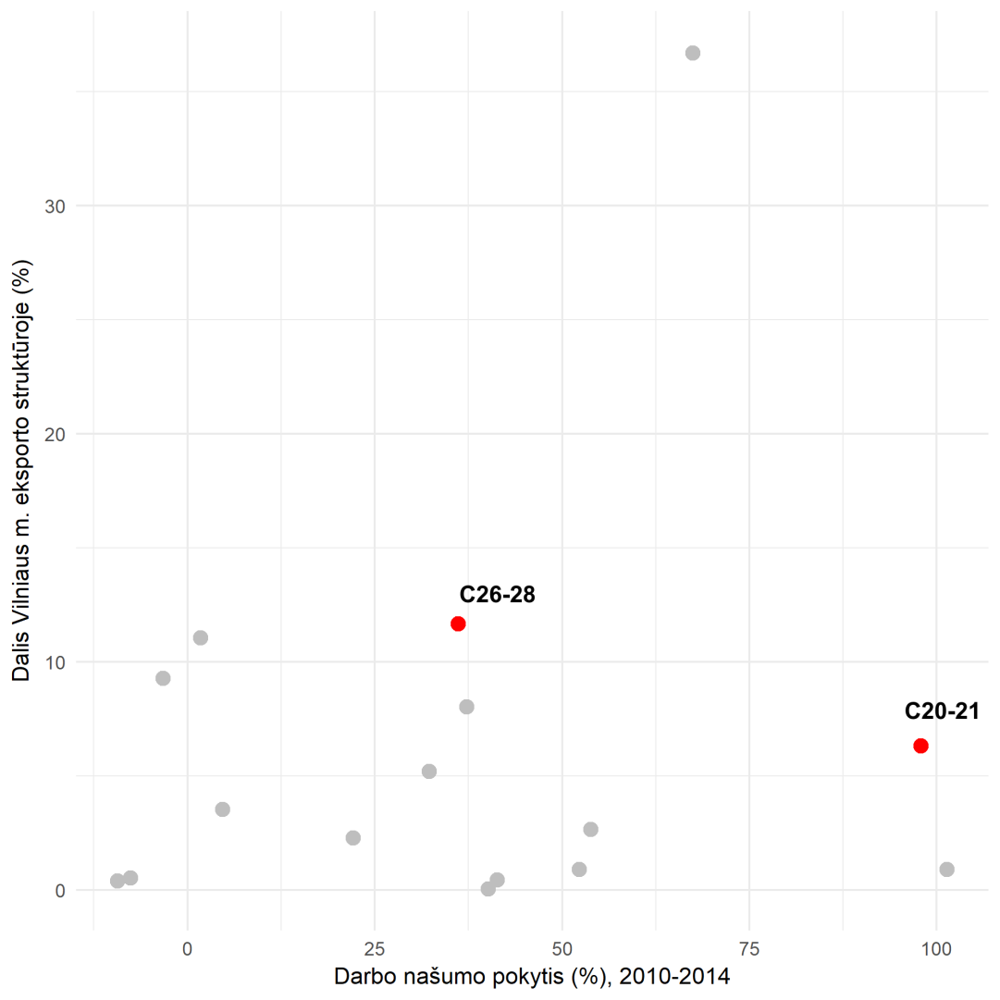 Dalis Vilniaus m. eksporto struktūroje (%)
30
20
10
0
C26-28
C20-21
0 25 50 75 100
Darbo našumo pokytis (%), 2010-2014